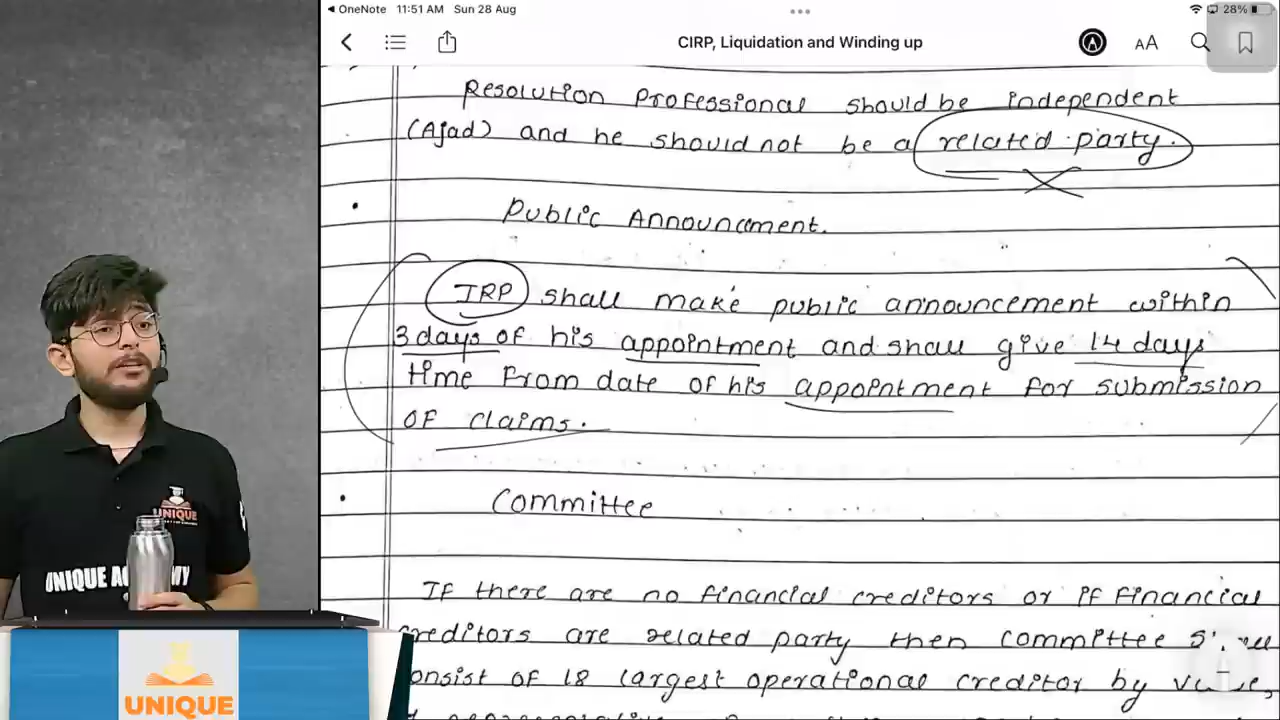 OneNote 11:51 AM Sun 28 Aug
28%
CIRP, Liquidation and Winding up
AA
Resolution Professional should be independent
(Ajad) and he should not be a related party.
Public Announcement.
IRP shall make public announcement within
3 days of his appointment and shall give 14 days
time from date of his appointment for submission
of claims.
Committee
If there are no financial creditors or if financial
creditors are related party then committee
consist of 18 largest operational creditor by
UNIQUE
UNIQUE
UNIQUE